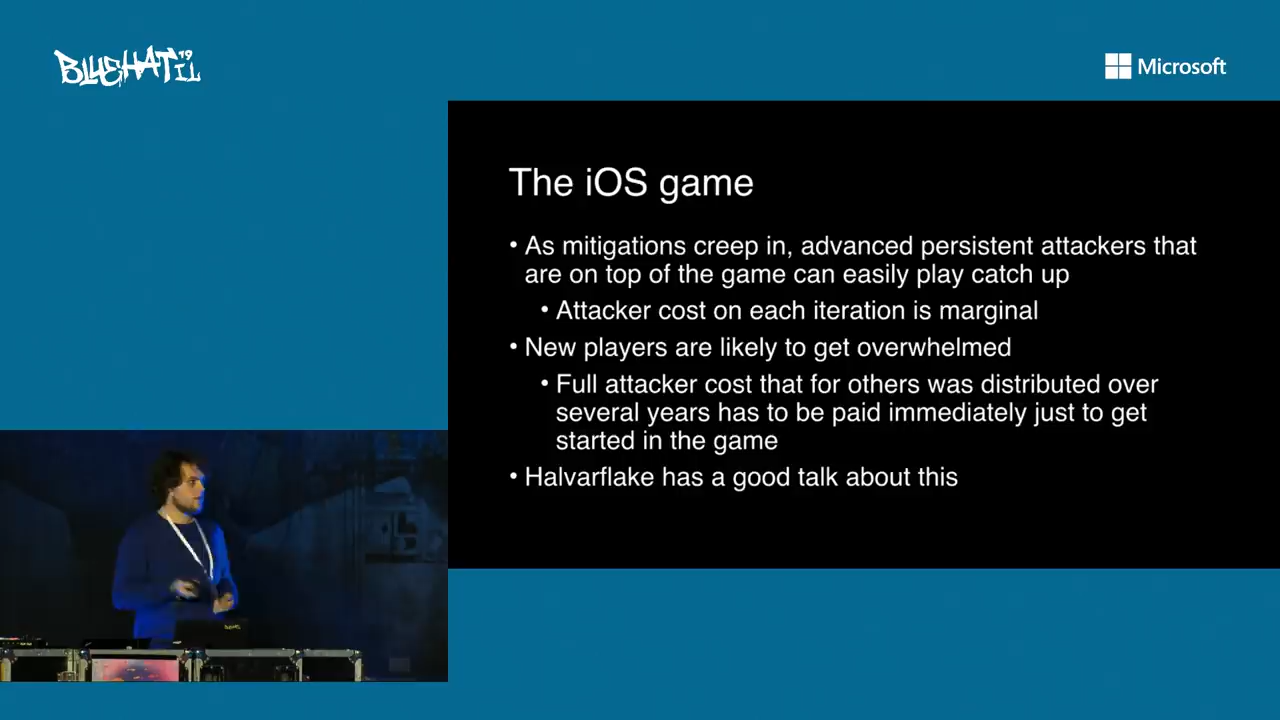 BLUEHAT IL 19
Microsoft
The iOS game
• As mitigations creep in, advanced persistent attackers that
are on top of the game can easily play catch up
• Attacker cost on each iteration is marginal
• New players are likely to get overwhelmed
• Full attacker cost that for others was distributed over
several years has to be paid immediately just to get
started in the game
• Halvarflake has a good talk about this